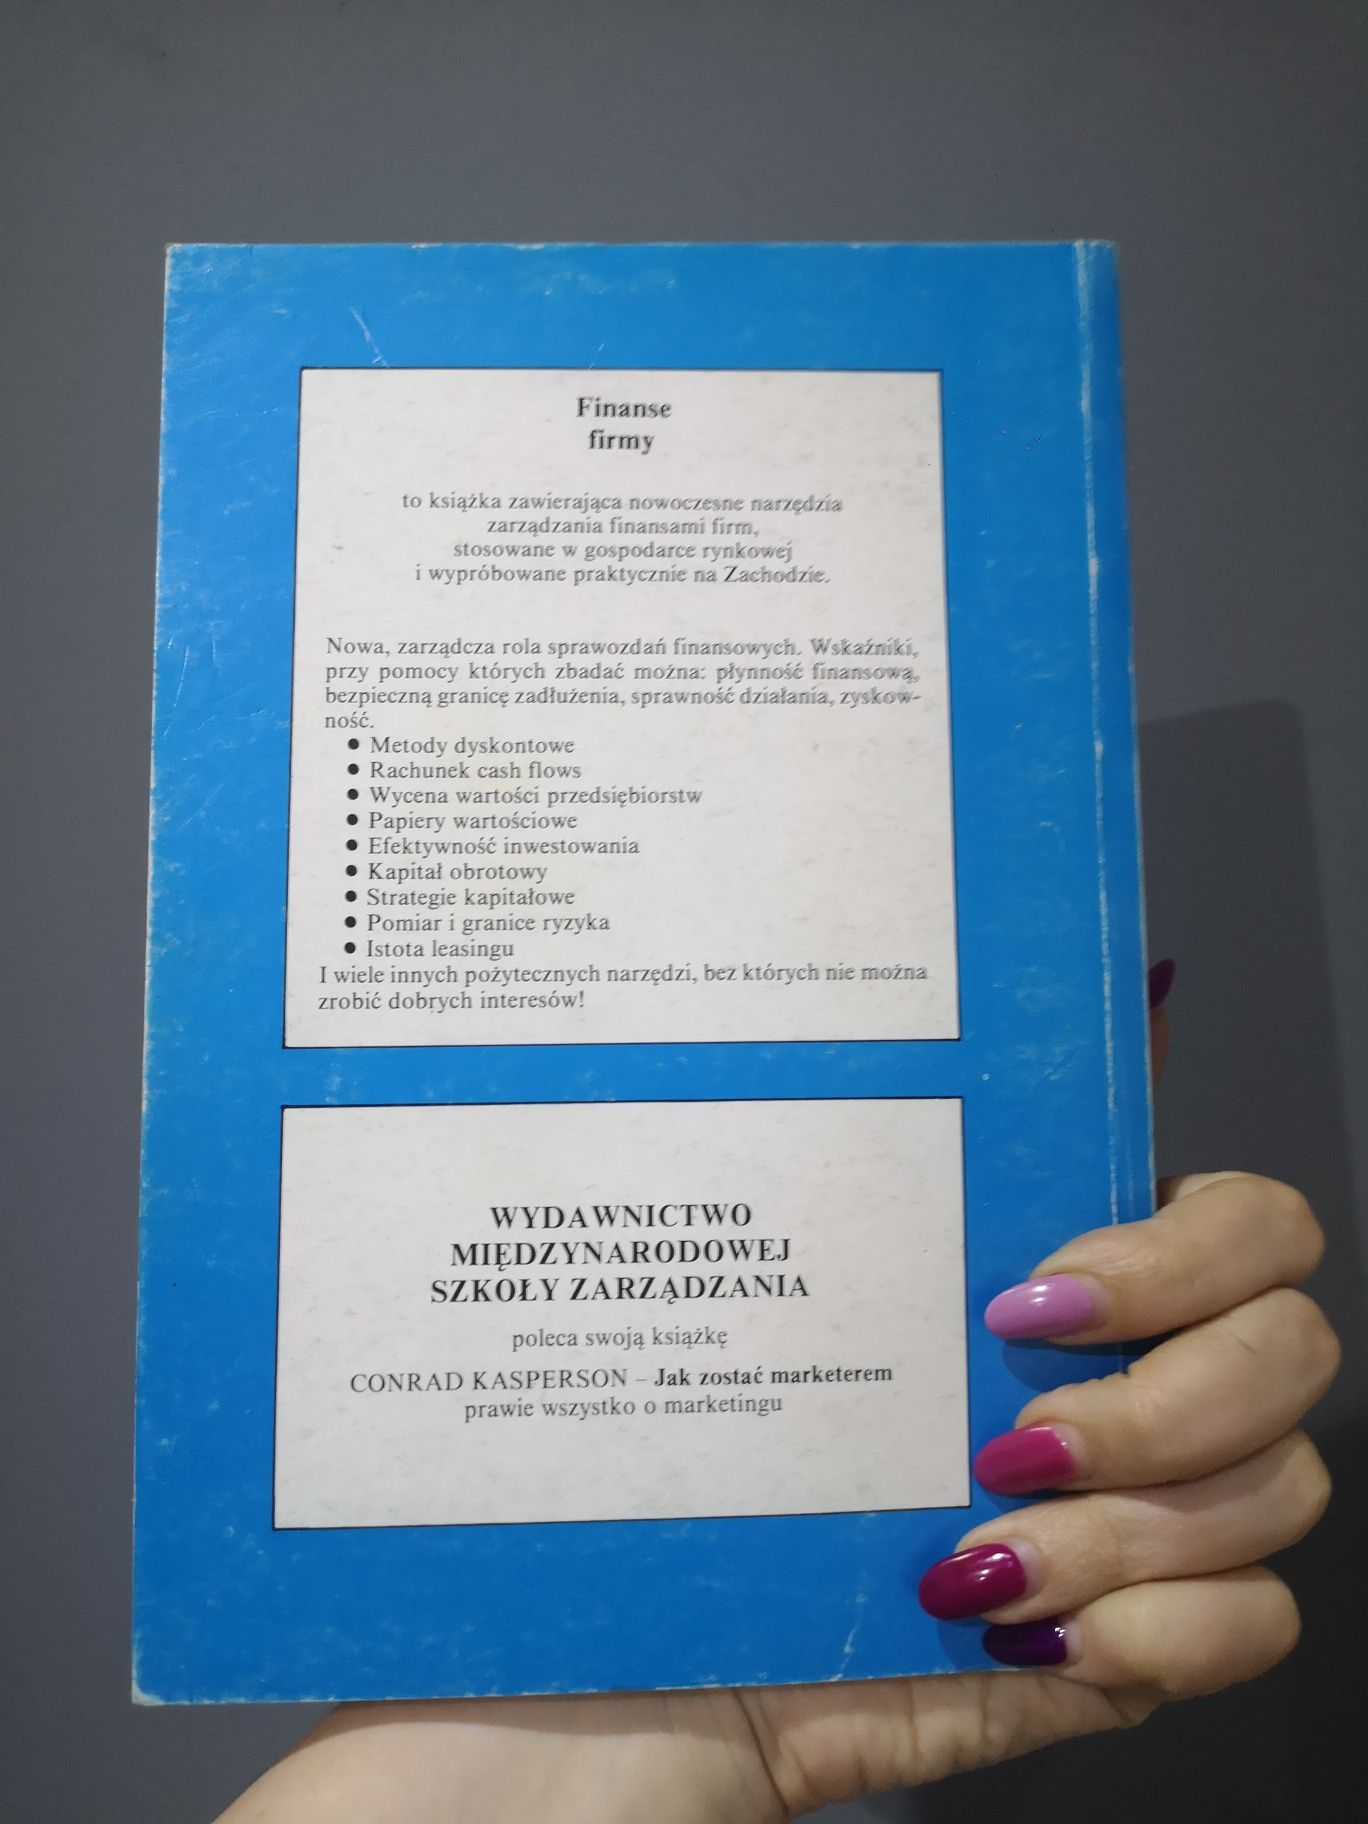 Finanse
firmy
to książka zawierająca nowoczesne narzędzia
zarządzania finansami firm,
stosowane w gospodarce rynkowej
i wypróbowane praktycznie na Zachodzie.
Nowa, zarządcza rola sprawozdań finansowych. Wskaźniki,
przy pomocy których zbadać można: płynność finansową,
bezpieczną granicę zadłużenia, sprawność działania, zyskow-
ność.
● Metody dyskontowe
● Rachunek cash flows
● Wycena wartości przedsiębiorstw
● Papiery wartościowe
● Efektywność inwestowania
● Kapitał obrotowy
● Strategie kapitałowe
● Pomiar i granice ryzyka
● Istota leasingu
I wiele innych pożytecznych narzędzi, bez których nie można
zrobić dobrych interesów!
WYDAWNICTWO
MIĘDZYNARODOWEJ
SZKOŁY ZARZĄDZANIA
poleca swoją książkę
CONRAD KASPERSON – Jak zostać marketerem
prawie wszystko o marketingu